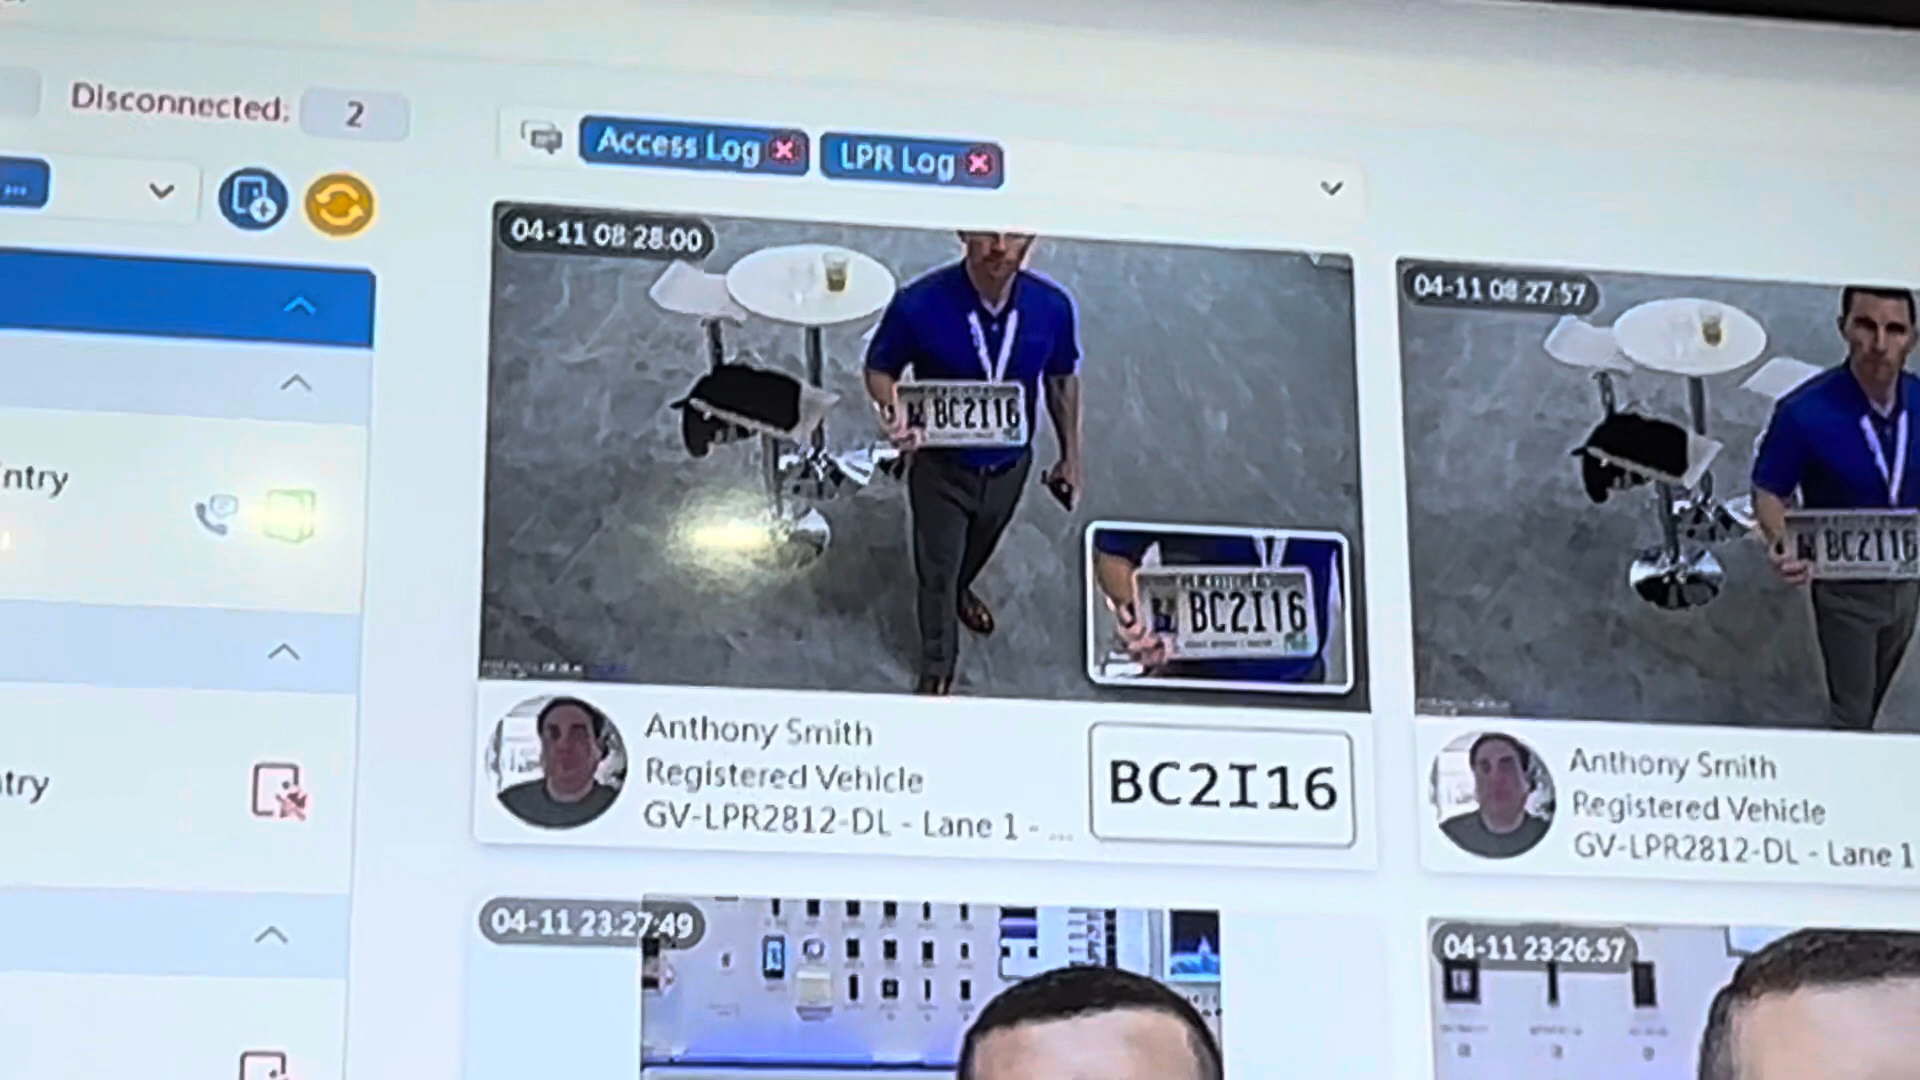 Disconnected: 2
Access Log
LPR Log
...
ntry
try
04-11 08:28:00
BC2I16
BC2I16
Anthony Smith
Registered Vehicle
GV-LPR2812-DL - Lane 1 - ...
BC2I16
04-11 08:27:57
BC2I16
Anthony Smith
Registered Vehicle
GV-LPR2812-DL - Lane 1
04-11 23:27:49
04-11 23:26:57